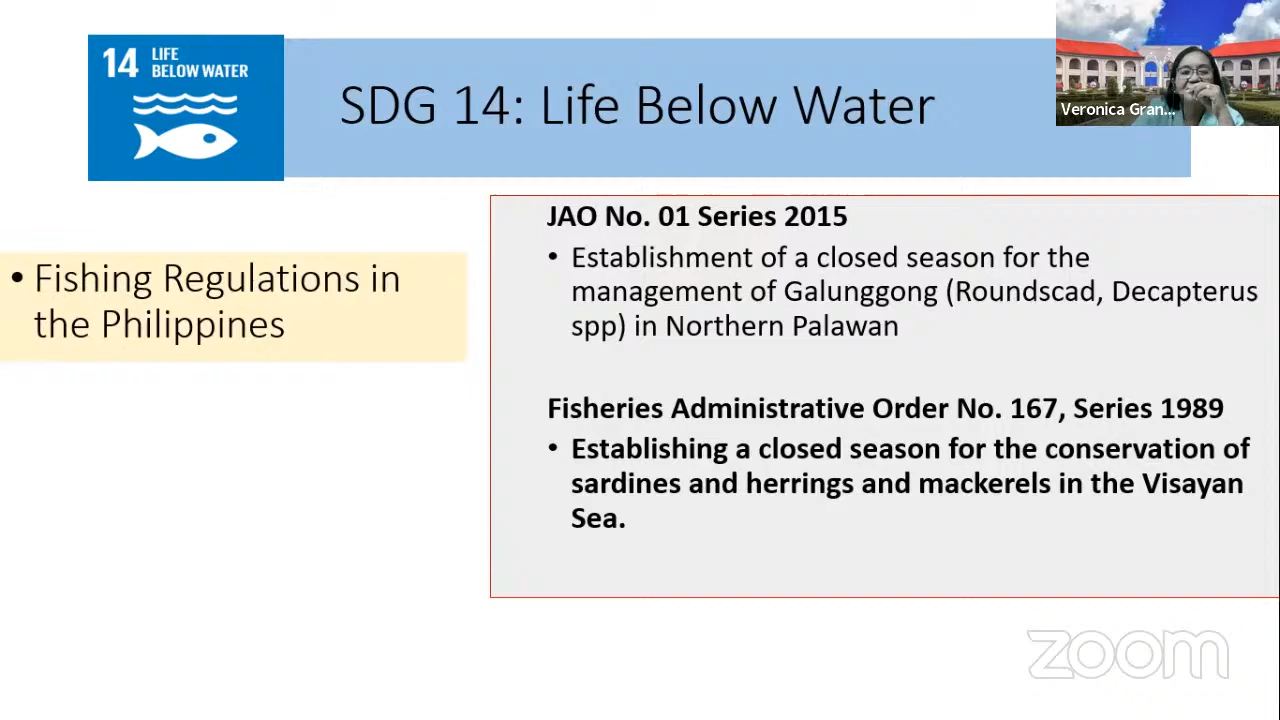 14 LIFE
BELOW WATER
SDG 14: Life Below Water
Veronica Gran...
• Fishing Regulations in
the Philippines
JAO No. 01 Series 2015
• Establishment of a closed season for the
management of Galunggong (Roundscad, Decapterus
spp) in Northern Palawan
Fisheries Administrative Order No. 167, Series 1989
• Establishing a closed season for the conservation of
sardines and herrings and mackerels in the Visayan
Sea.
zoom